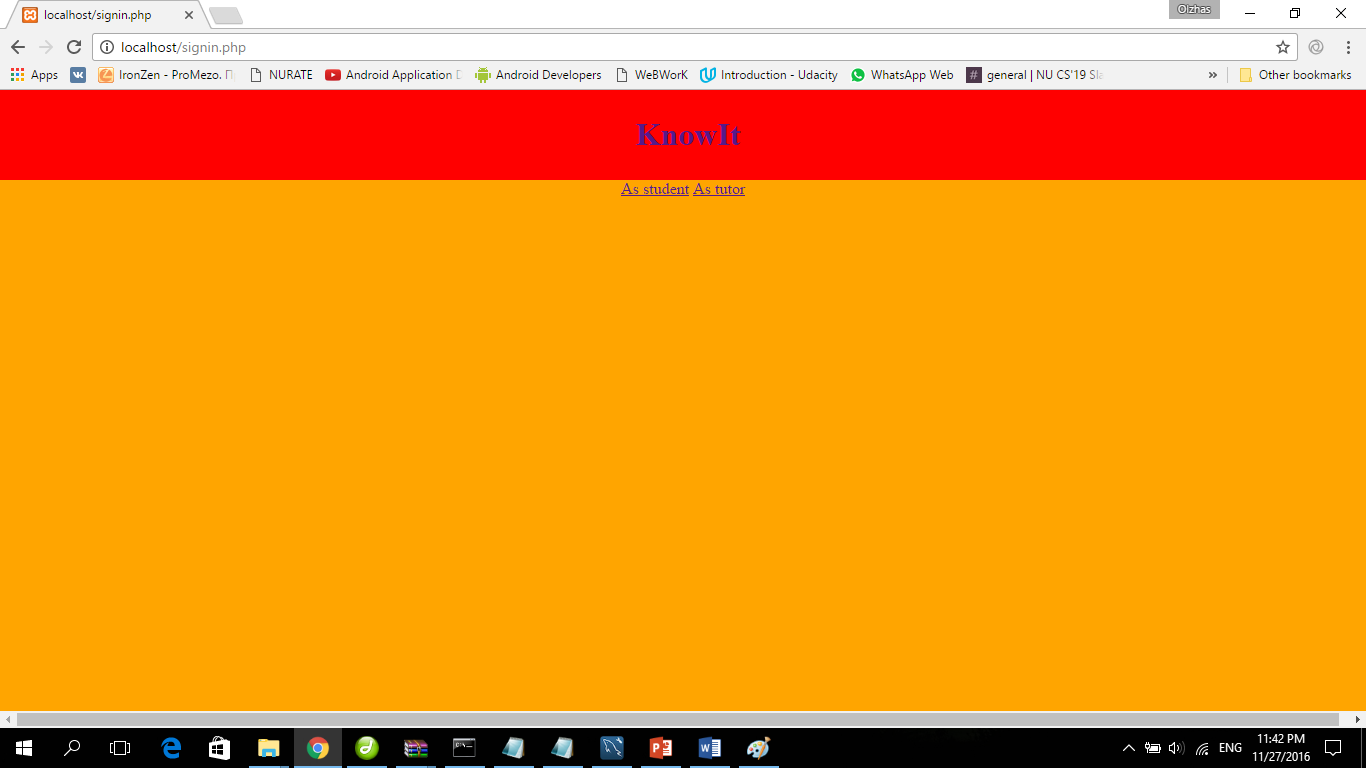 localhost/signin.php
Olzhas
localhost/signin.php
Apps IronZen - ProMezo. П NURATE Android Application D Android Developers WeBWorK Introduction - Udacity WhatsApp Web general | NU CS'19 Sla » Other bookmarks
KnowIt
As student As tutor
ENG
11:42 PM
11/27/2016